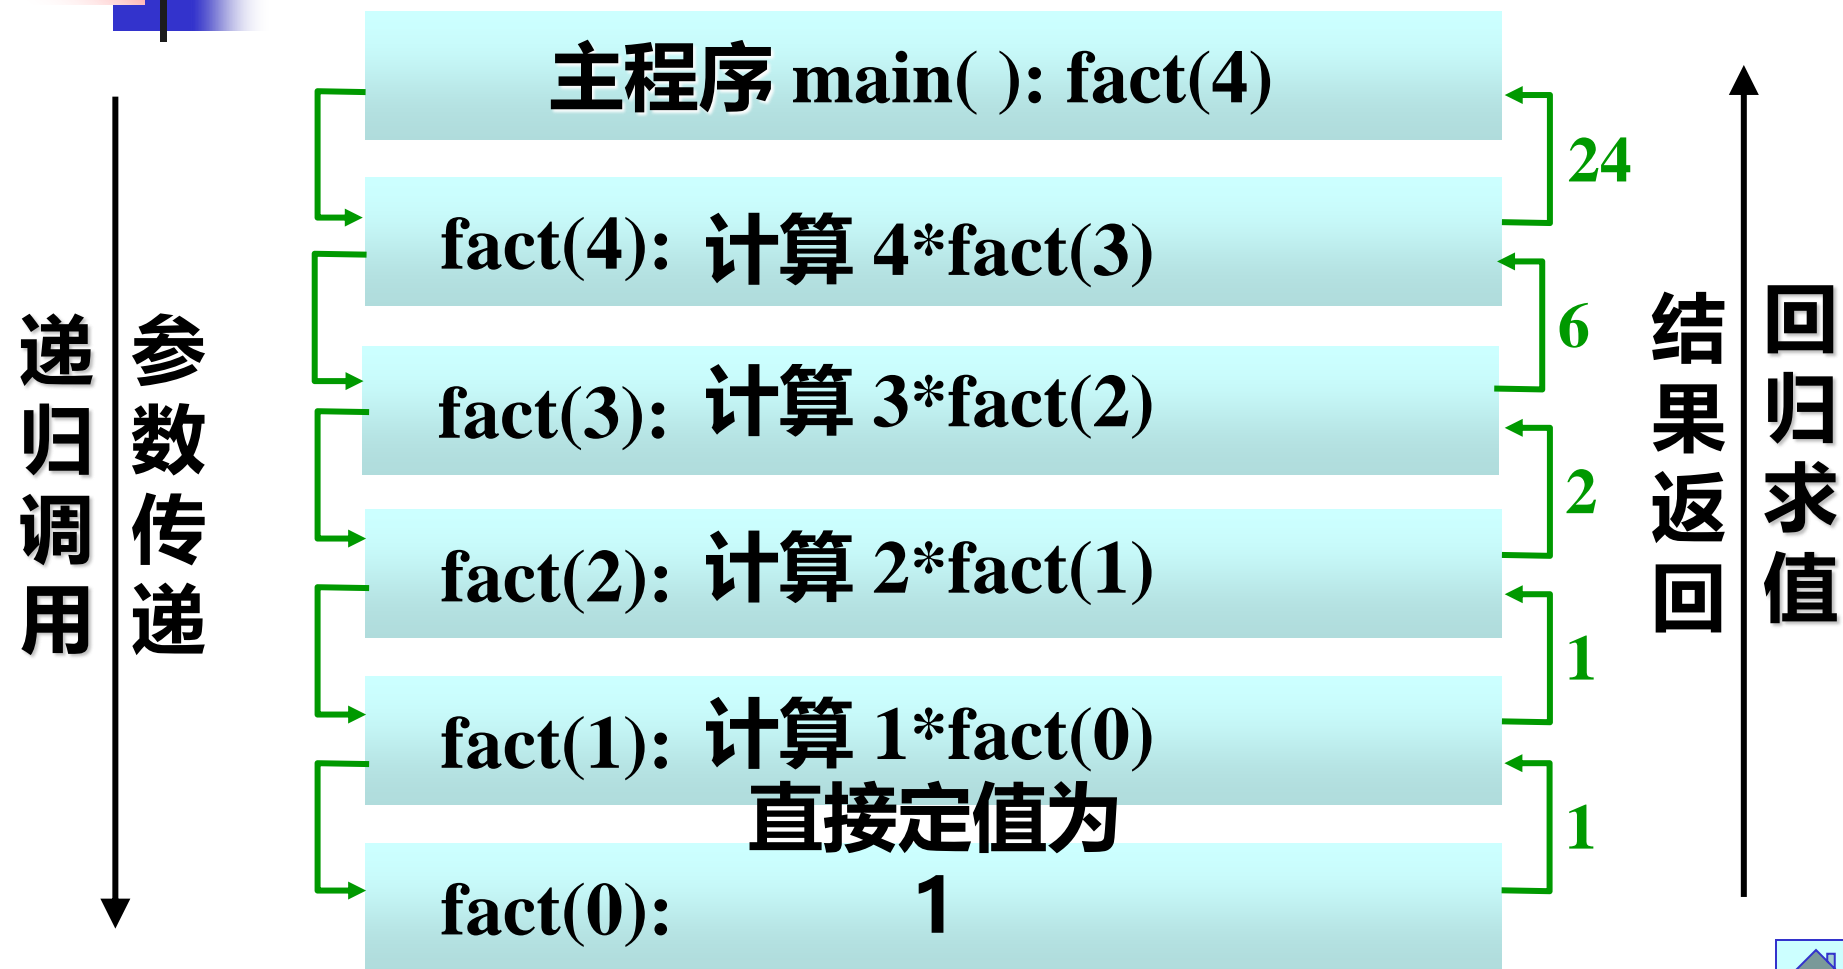 主程序 main( ): fact(4)
24
fact(4): 计算 4*fact(3)
6
fact(3): 计算 3*fact(2)
2
fact(2): 计算 2*fact(1)
1
fact(1): 计算 1*fact(0)
1
fact(0): 直接定值为
1
递归调用
参数传递
结果返回
回归求值